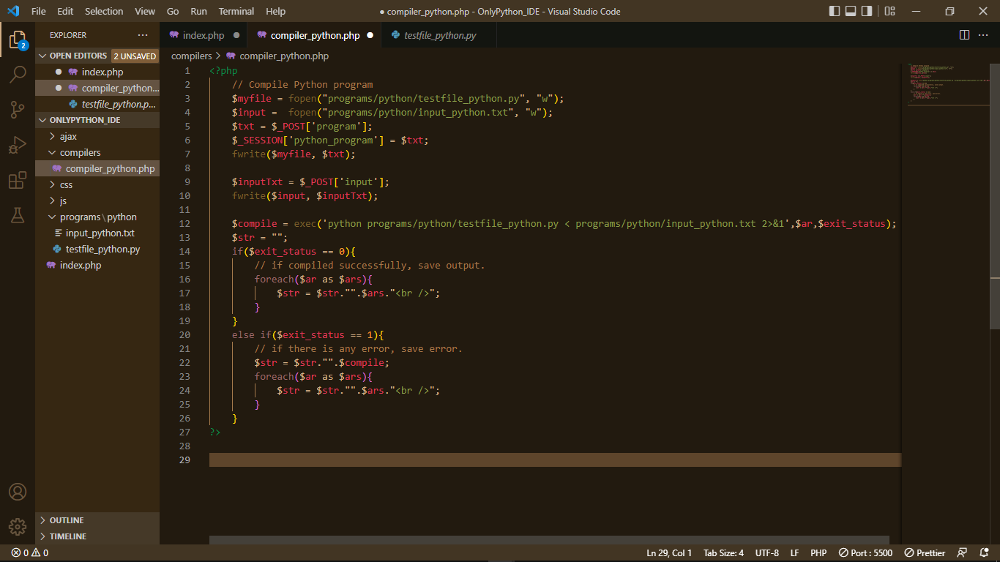 File Edit Selection View Go Run Terminal Help ● compiler_python.php - OnlyPython_IDE - Visual Studio Code
EXPLORER ···
index.php ● compiler_python.php ● testfile_python.py ···
OPEN EDITORS 2 UNSAVED
● index.php
● compiler_python...
testfile_python.p...
ONLYPYTHON_IDE
ajax
compilers
compiler_python.php
css
js
programs\python
input_python.txt
testfile_python.py
index.php
OUTLINE
TIMELINE
2
compilers > compiler_python.php
1 <?php
2 // Compile Python program
3 $myfile = fopen("programs/python/testfile_python.py", "w");
4 $input =  fopen("programs/python/input_python.txt", "w");
5 $txt = $_POST['program'];
6 $_SESSION['python_program'] = $txt;
7 fwrite($myfile, $txt);
8
9 $inputTxt = $_POST['input'];
10 fwrite($input, $inputTxt);
11
12 $compile = exec('python programs/python/testfile_python.py < programs/python/input_python.txt 2>&1',$ar,$exit_status);
13 $str = "";
14 if($exit_status == 0){
15 // if compiled successfully, save output.
16 foreach($ar as $ars){
17 $str = $str."".$ars."<br />";
18 }
19 }
20 else if($exit_status == 1){
21 // if there is any error, save error.
22 $str = $str."".$compile;
23 foreach($ar as $ars){
24 $str = $str."".$ars."<br />";
25 }
26 }
27 ?>
28
29
0 0 Ln 29, Col 1 Tab Size: 4 UTF-8 LF PHP Port : 5500 Prettier